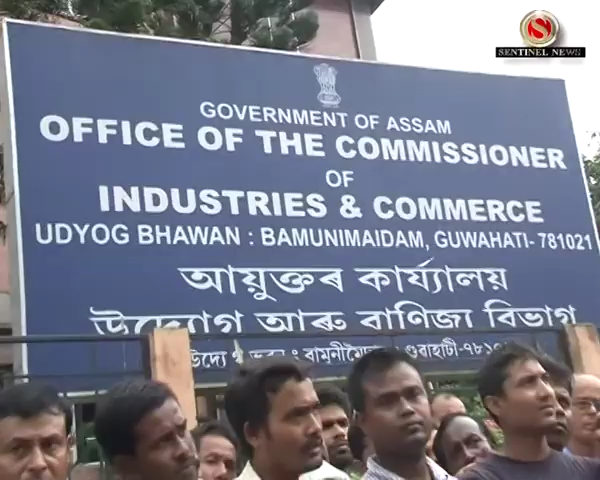 SENTINEL NEWS
GOVERNMENT OF ASSAM
OFFICE OF THE COMMISSIONER
OF
INDUSTRIES & COMMERCE
UDYOG BHAWAN : BAMUNIMAIDAM, GUWAHATI- 781021
আয়ুক্তৰ কাৰ্য্যালয়
উদ্যোগ আৰু বাণিজ্য বিভাগ